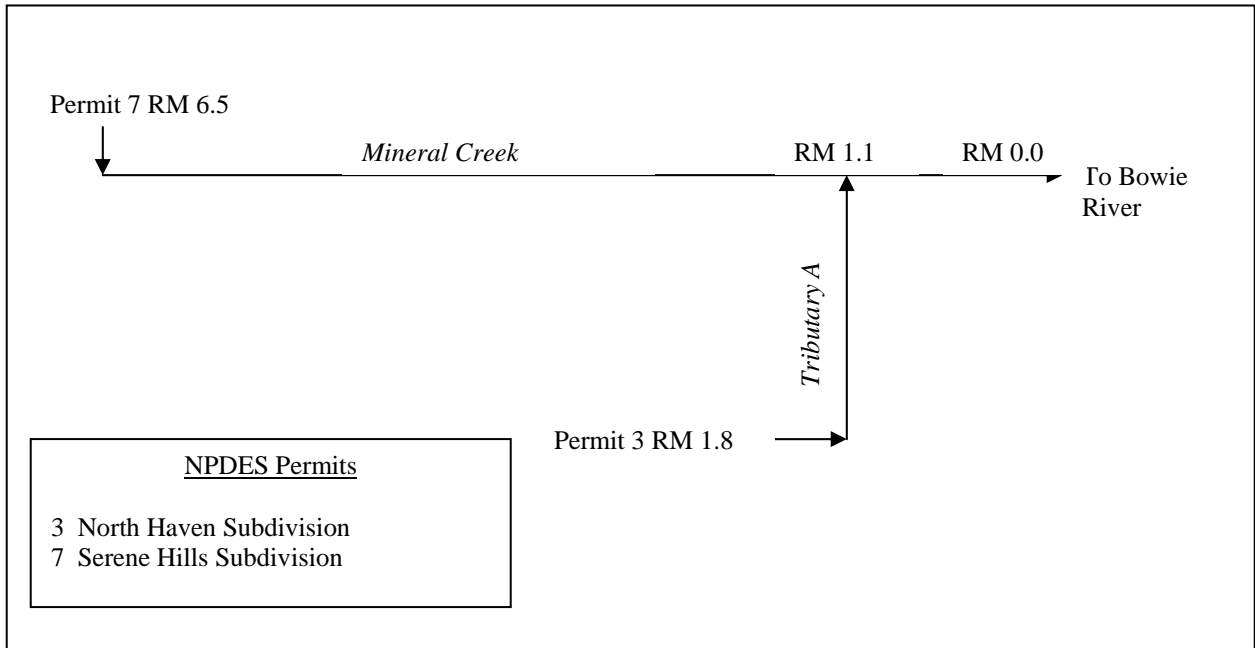 Permit 7 RM 6.5
Mineral Creek
RM 1.1
RM 0.0
To Bowie
River
Tributary A
Permit 3 RM 1.8
NPDES Permits
3 North Haven Subdivision
7 Serene Hills Subdivision